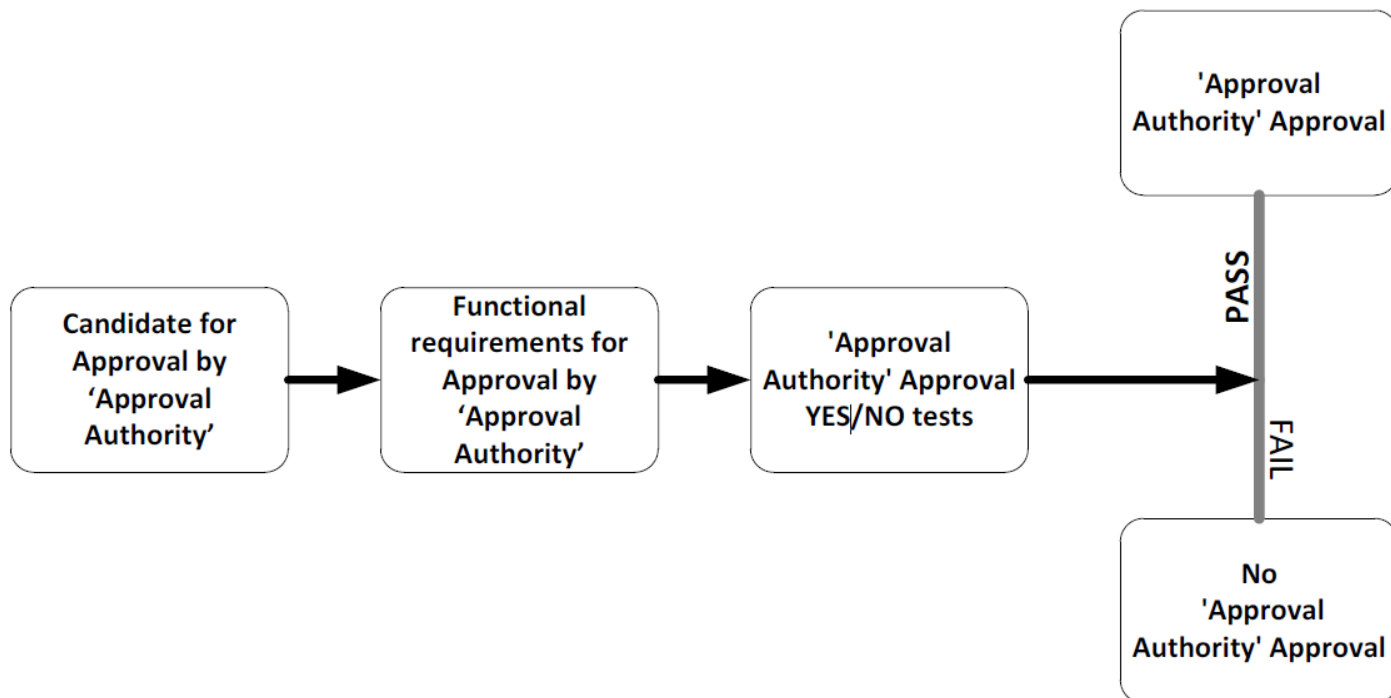 'Approval
Authority' Approval
PASS
Candidate for
Approval by
‘Approval
Authority’
Functional
requirements for
Approval by
‘Approval
Authority’
'Approval
Authority' Approval
YES/NO tests
FAIL
No
'Approval
Authority' Approval